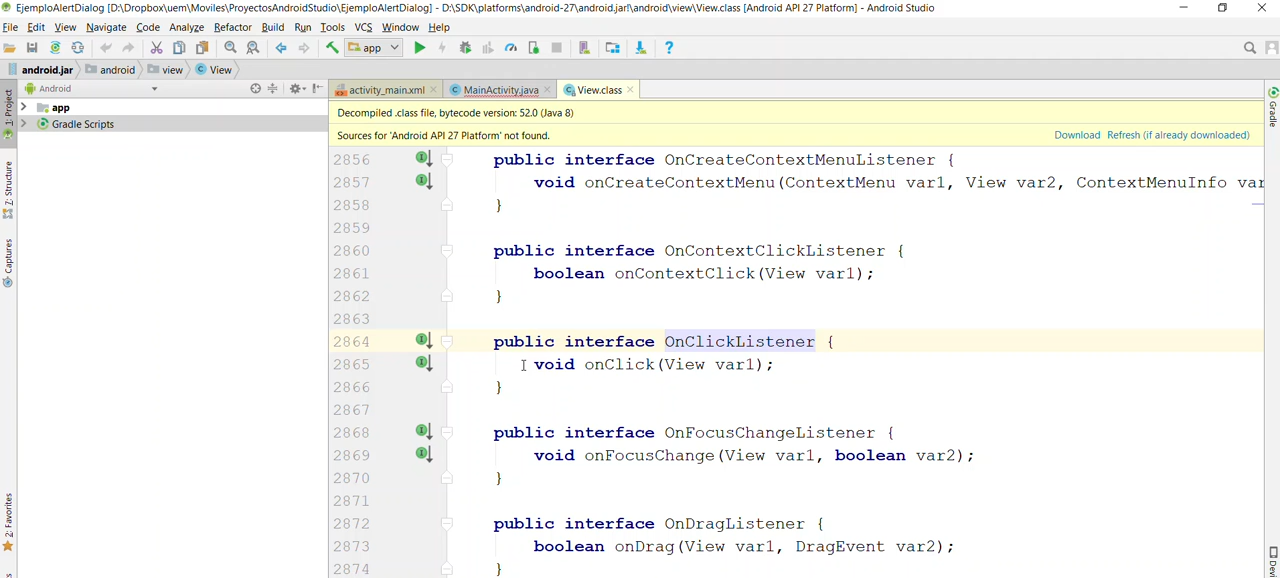 EjemploAlertDialog [D:\Dropbox\uem\Moviles\ProyectosAndroidStudio\EjemploAlertDialog] - D:\SDK\platforms\android-27\android.jar!\android\view\View.class [Android API 27 Platform] - Android Studio
File Edit View Navigate Code Analyze Refactor Build Run Tools VCS Window Help
app
android.jar android view View
Android
activity_main.xml MainActivity.java View.class
app
Gradle Scripts
1: Project
Z: Structure
Captures
2: Favorites
Gradle
Decompiled .class file, bytecode version: 52.0 (Java 8)
Sources for 'Android API 27 Platform' not found. Download Refresh (if already downloaded)
2856 public interface OnCreateContextMenuListener {
2857 void onCreateContextMenu(ContextMenu var1, View var2, ContextMenuInfo var
2858 }
2859
2860 public interface OnContextClickListener {
2861 boolean onContextClick(View var1);
2862 }
2863
2864 public interface OnClickListener {
2865 void onClick(View var1);
2866 }
2867
2868 public interface OnFocusChangeListener {
2869 void onFocusChange(View var1, boolean var2);
2870 }
2871
2872 public interface OnDragListener {
2873 boolean onDrag(View var1, DragEvent var2);
2874 }